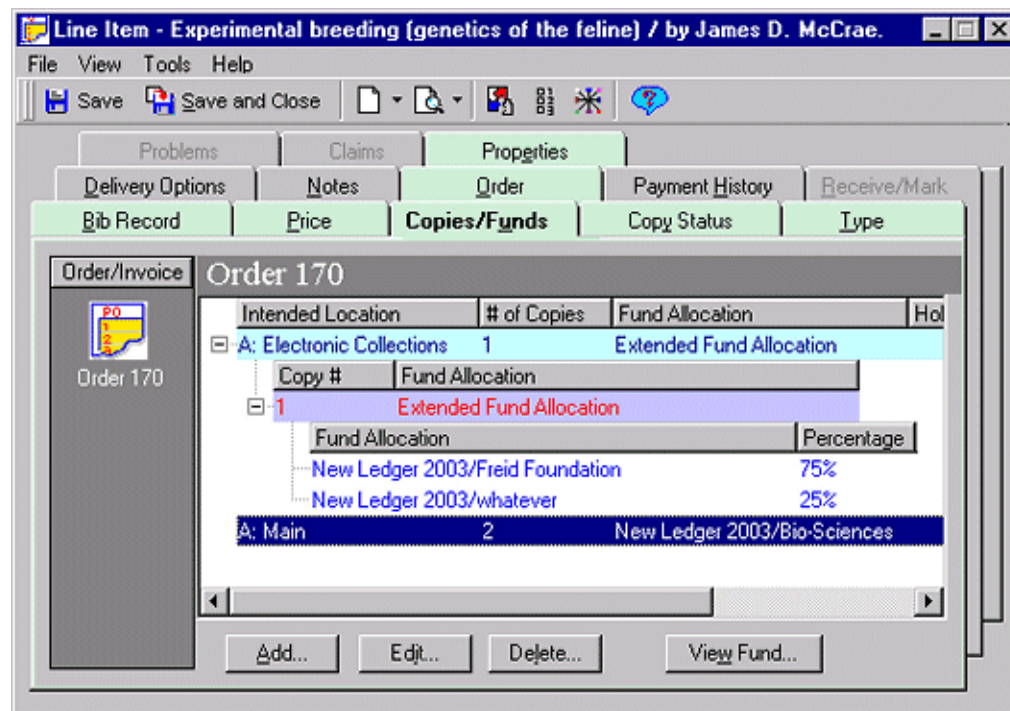 Line Item - Experimental breeding (genetics of the feline) / by James D. McCrae.
File View Tools Help
Save Save and Close
Problems Claims Properties
Delivery Options Notes Order Payment History Receive/Mark
Bib Record Price Copies/Funds Copy Status Type
Order/Invoice Order 170
Intended Location # of Copies Fund Allocation Hol
A: Electronic Collections 1 Extended Fund Allocation
PO
1
2
3
Order 170
Copy # Fund Allocation
1 Extended Fund Allocation
Fund Allocation Percentage
New Ledger 2003/Freid Foundation 75%
New Ledger 2003/whatever 25%
A: Main 2 New Ledger 2003/Bio-Sciences
Add... Edit... Delete... View Fund...